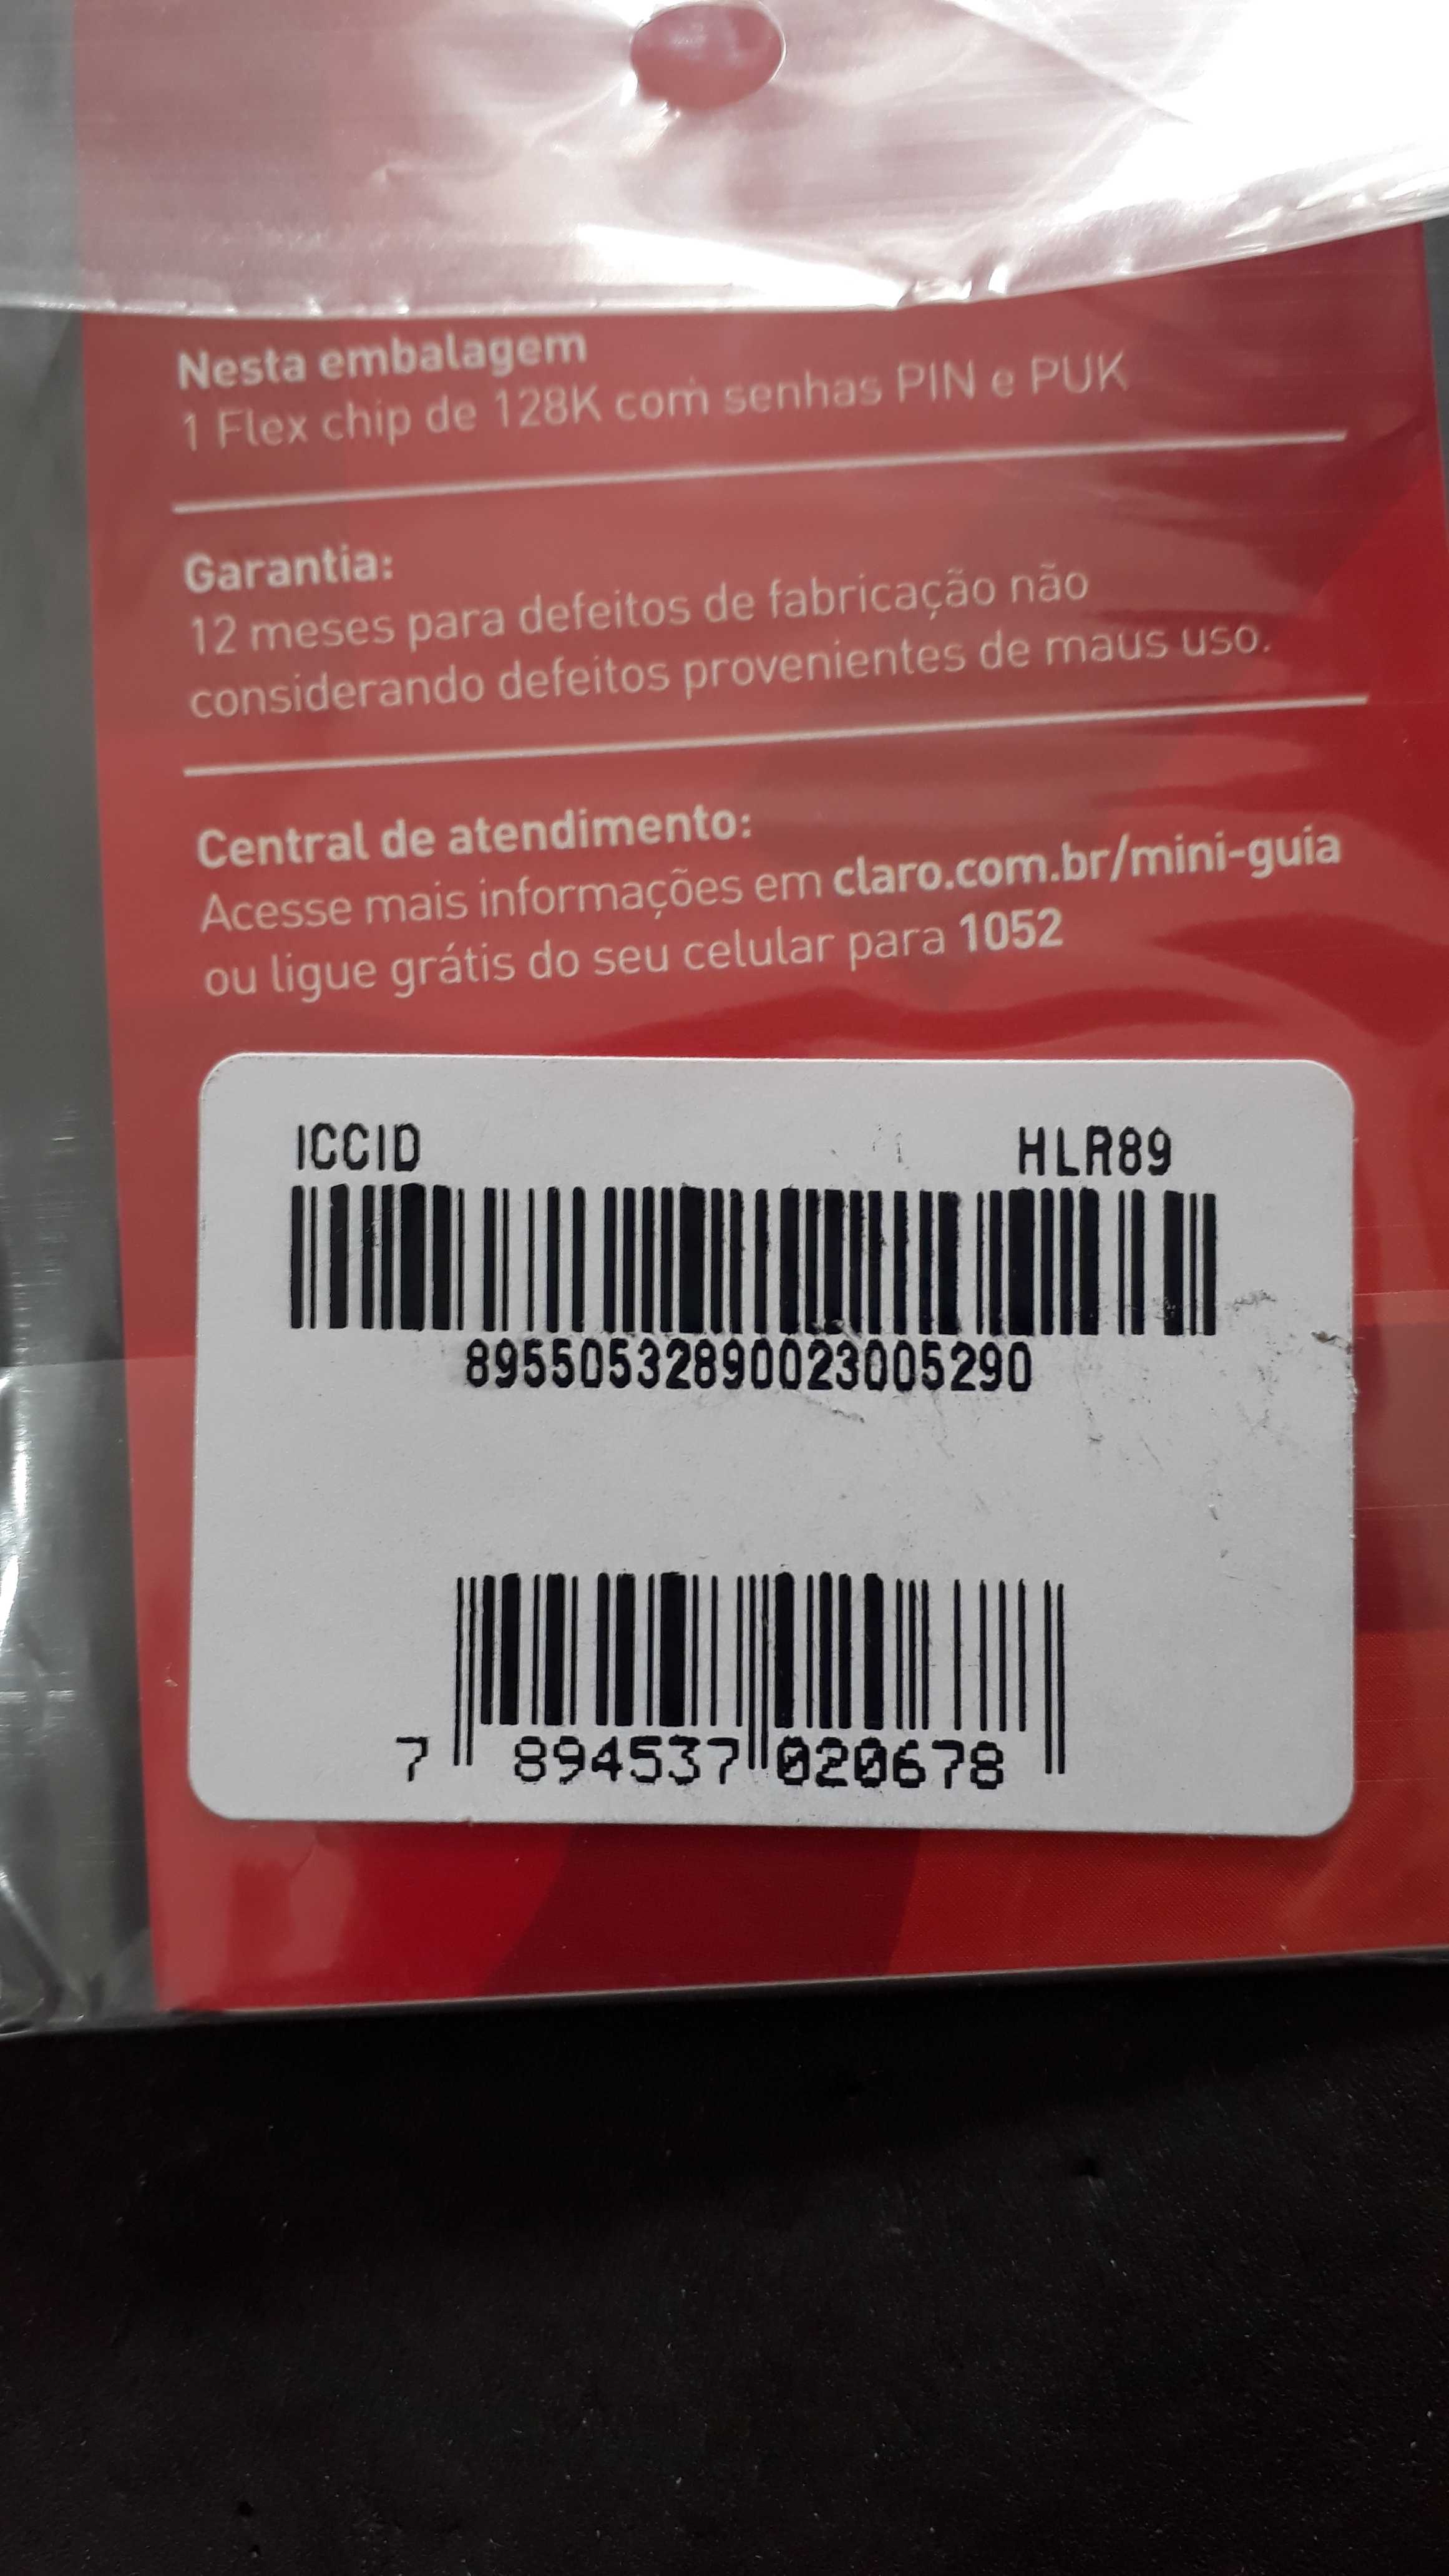 Nesta embalagem
1 Flex chip de 128K com senhas PIN e PUK
Garantia:
12 meses para defeitos de fabricação não
considerando defeitos provenientes de maus uso.
Central de atendimento:
Acesse mais informações em claro.com.br/mini-guia
ou ligue grátis do seu celular para 1052
ICCID HLR89
89550532890023005290
7 894537 020678